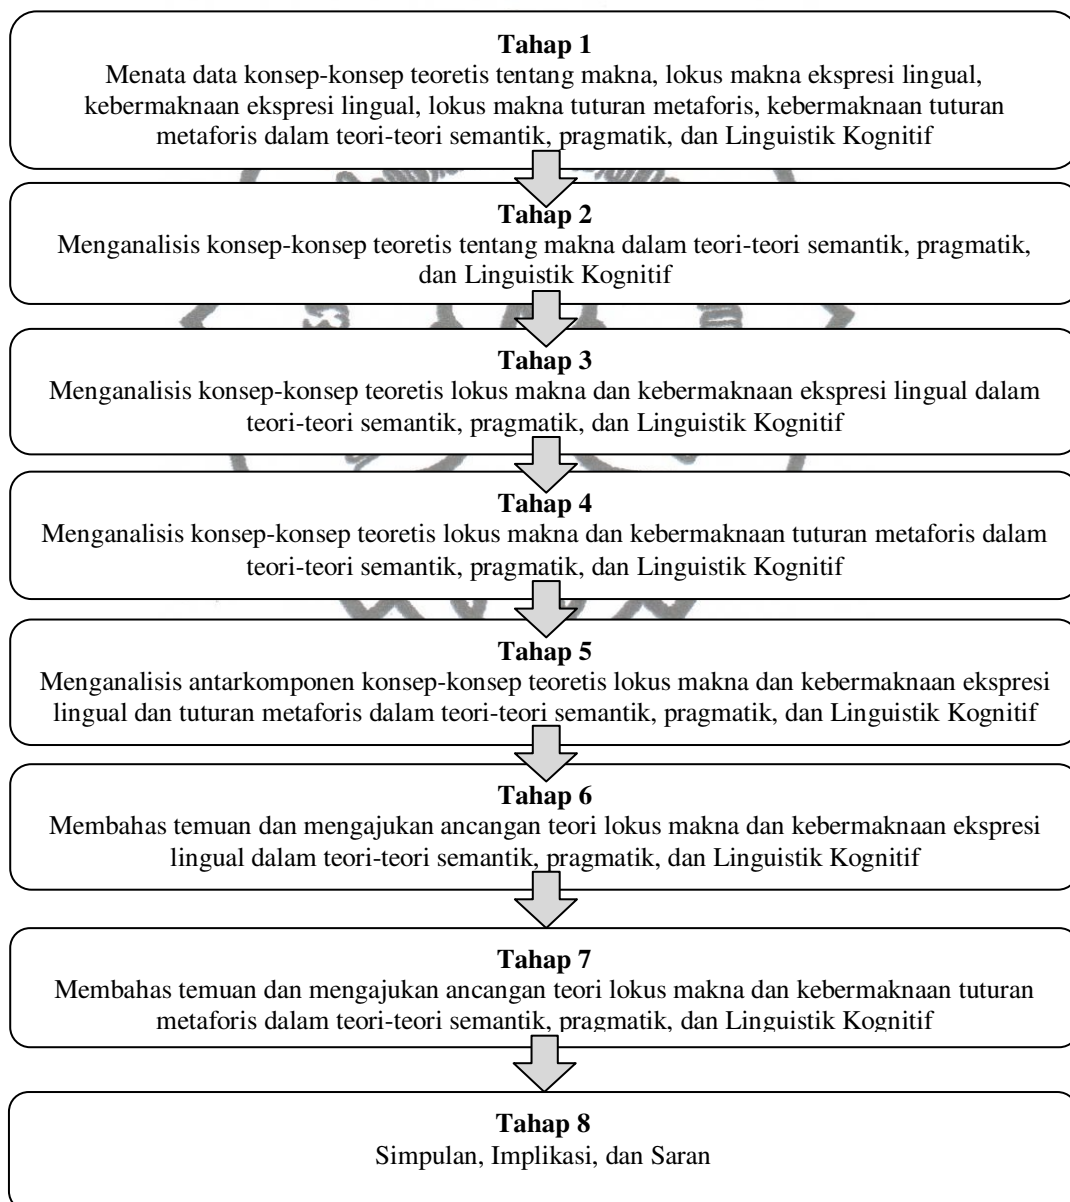 Tahap 1
Menata data konsep-konsep teoretis tentang makna, lokus makna ekspresi lingual,
kebermaknaan ekspresi lingual, lokus makna tuturan metaforis, kebermaknaan tuturan
metaforis dalam teori-teori semantik, pragmatik, dan Linguistik Kognitif
Tahap 2
Menganalisis konsep-konsep teoretis tentang makna dalam teori-teori semantik, pragmatik,
dan Linguistik Kognitif
Tahap 3
Menganalisis konsep-konsep teoretis lokus makna dan kebermaknaan ekspresi lingual dalam
teori-teori semantik, pragmatik, dan Linguistik Kognitif
Tahap 4
Menganalisis konsep-konsep teoretis lokus makna dan kebermaknaan tuturan metaforis dalam
teori-teori semantik, pragmatik, dan Linguistik Kognitif
Tahap 5
Menganalisis antarkomponen konsep-konsep teoretis lokus makna dan kebermaknaan ekspresi
lingual dan tuturan metaforis dalam teori-teori semantik, pragmatik, dan Linguistik Kognitif
Tahap 6
Membahas temuan dan mengajukan ancangan teori lokus makna dan kebermaknaan ekspresi
lingual dalam teori-teori semantik, pragmatik, dan Linguistik Kognitif
Tahap 7
Membahas temuan dan mengajukan ancangan teori lokus makna dan kebermaknaan tuturan
metaforis dalam teori-teori semantik, pragmatik, dan Linguistik Kognitif
Tahap 8
Simpulan, Implikasi, dan Saran